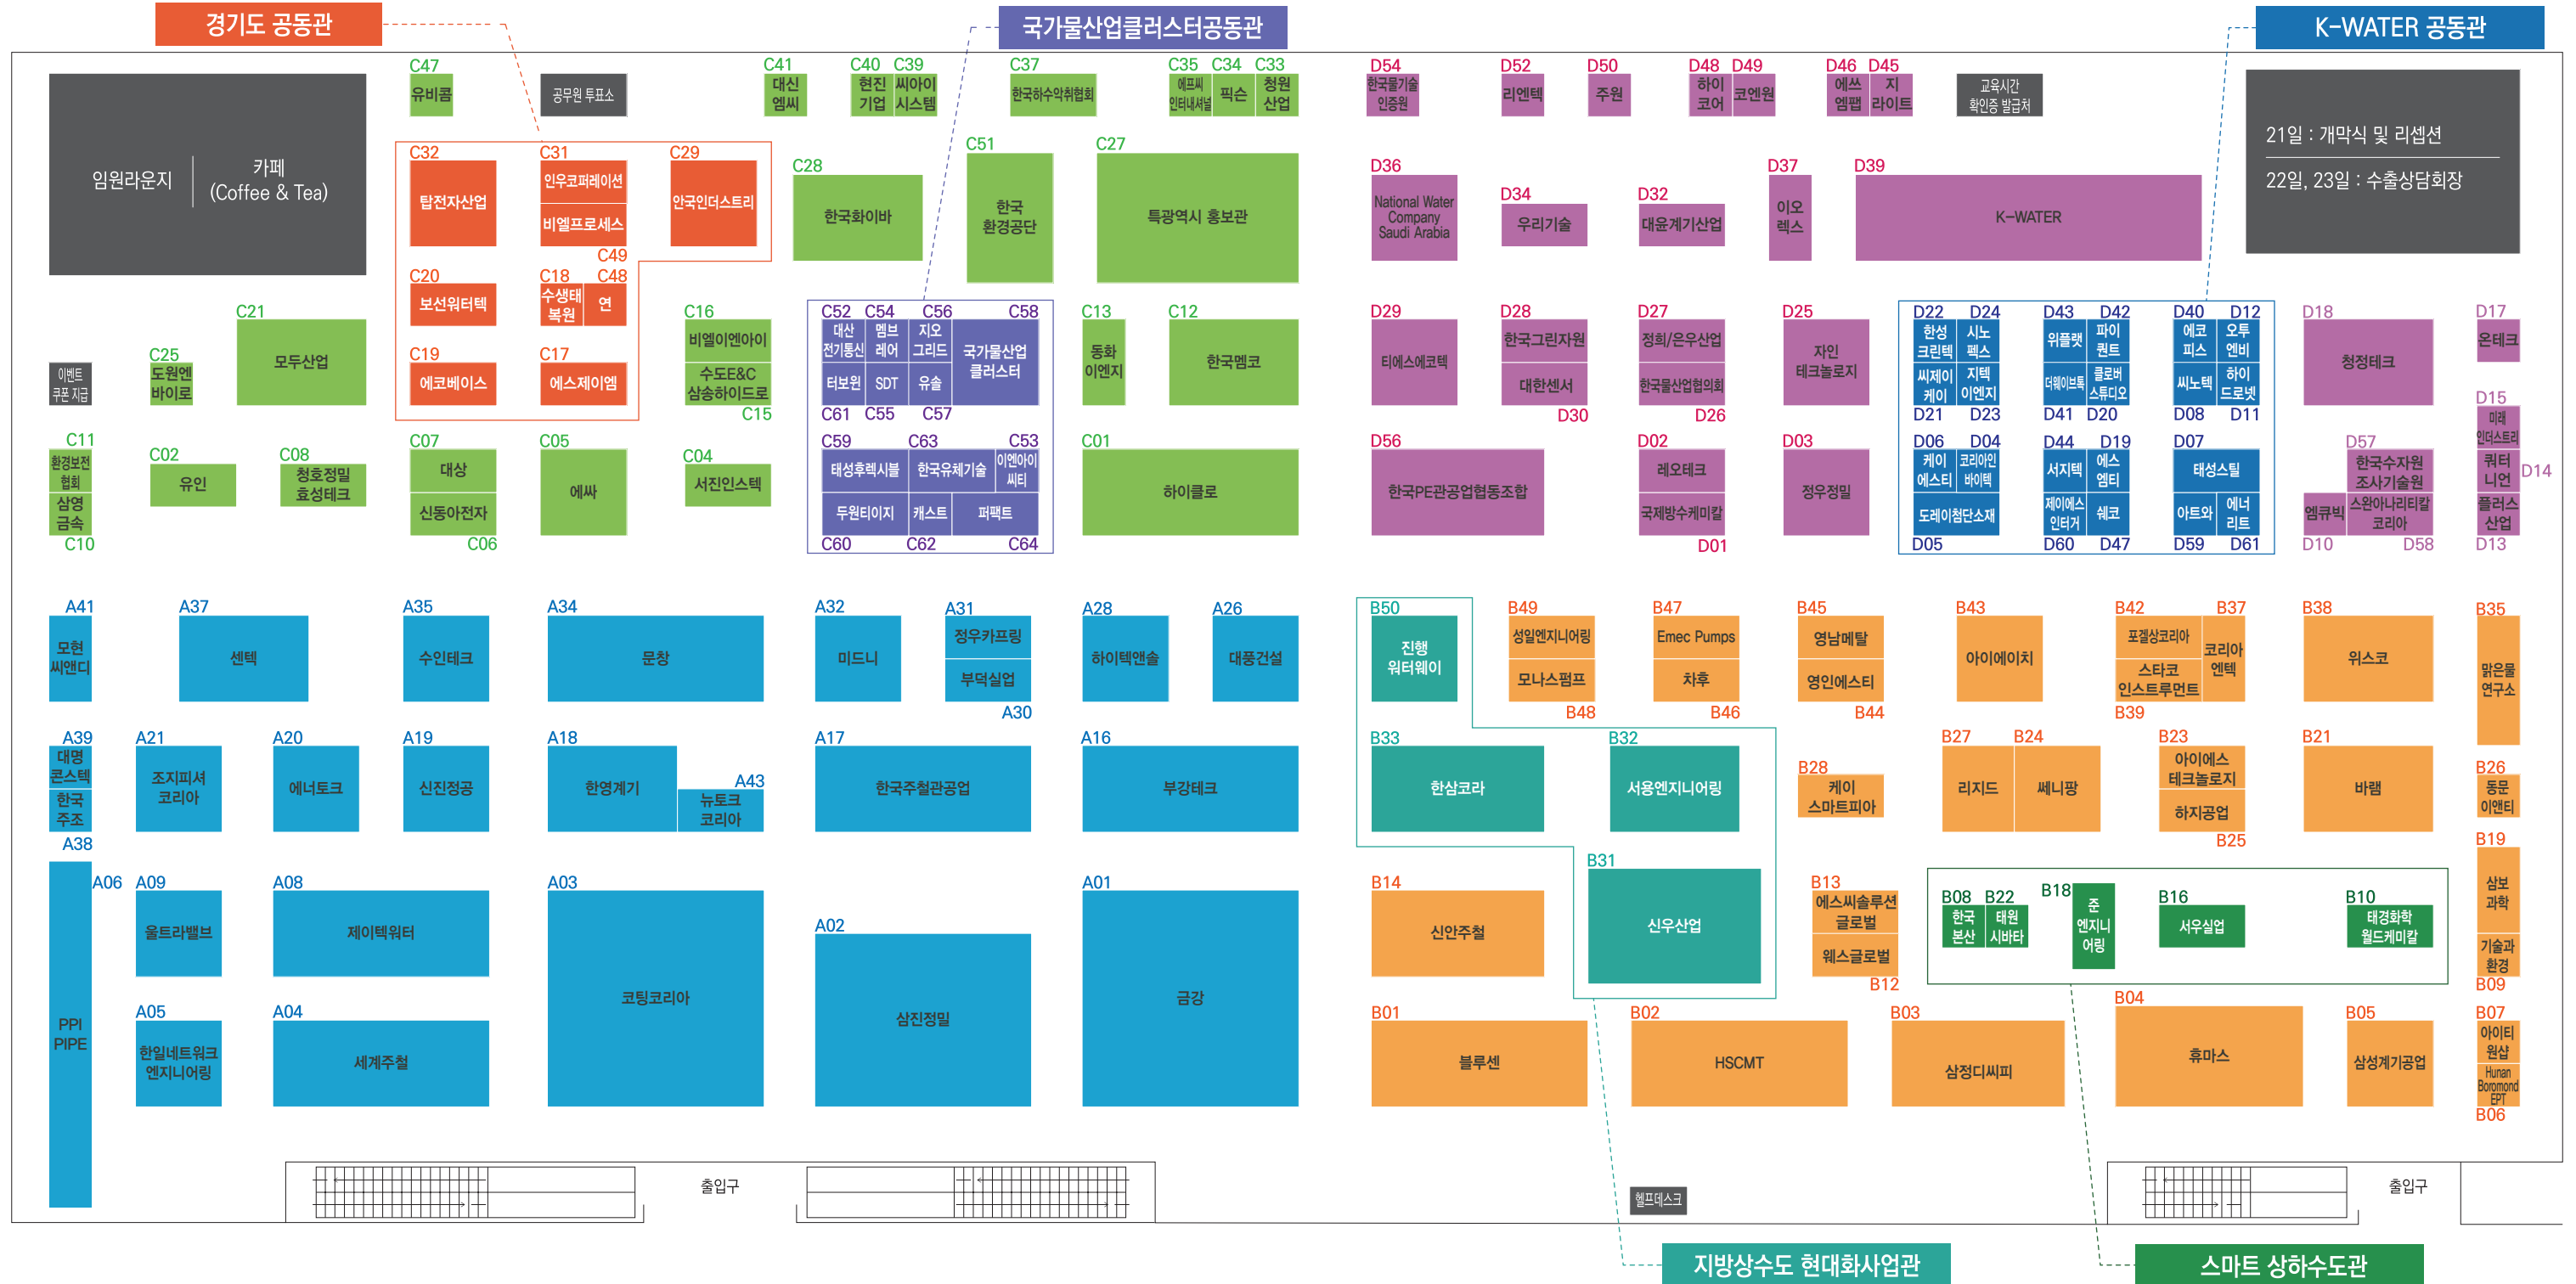 경기도 공동관
국가물산업클러스터공동관
K-WATER 공동관
임원라운지
카페
(Coffee & Tea)
C47
유비콤
공무원 투표소
C41
대신
엠씨
C40
현진
기업
C39
씨아이
시스템
C37
한국하수악취협회
C35
에프씨
인터내셔널
C34
픽슨
C33
청원
산업
D54
한국물기술
인증원
D52
리엔텍
D50
주원
D48
하이
코어
D49
코엔원
D46
에쓰
엠팹
D45
지
라이트
교육시간
확인증 발급처
21일 : 개막식 및 리셉션
22일, 23일 : 수출상담회장
C32
탑전자산업
C31
인우코퍼레이션
비엘프로세스
C49
C29
안국인더스트리
C28
한국화이바
C51
한국
환경공단
C27
특광역시 홍보관
D36
National Water
Company
Saudi Arabia
D34
우리기술
D32
대윤계기산업
D37
이오
렉스
D39
K-WATER
C20
보선워터텍
C18
수생태
복원
C48
연
이벤트
쿠폰 지급
C25
도원엔
바이로
C21
모두산업
C19
에코베이스
C17
에스제이엠
C16
비엘이엔아이
수도E&C
삼송하이드로
C15
C52
대산
전기통신
C54
멤브
레어
C56
지오
그리드
C58
국가물산업
클러스터
터보윈
C61
SDT
C55
유솔
C57
C13
동화
이엔지
C12
한국멤코
D29
티에스에코텍
D28
한국그린자원
대한센서
D30
D27
정희/은우산업
한국물산업협의회
D26
D25
자인
테크놀로지
D22
한성
크린텍
D24
시노
펙스
씨제이
케이
D21
지텍
이엔지
D23
D43
위플랫
D42
파이
퀀트
더웨이브톡
D41
클로버
스튜디오
D20
D40
에코
피스
D12
오투
엔비
씨노텍
D08
하이
드로넷
D11
D18
청정테크
D17
온테크
D15
미래
인더스트리
C11
환경보전
협회
삼영
금속
C10
C02
유인
C08
청호정밀
효성테크
C07
대상
신동아전자
C06
C05
에싸
C04
서진인스텍
C59
태성후렉시블
C63
한국유체기술
C53
이엔아이
씨티
두원티이지
C60
캐스트
C62
퍼팩트
C64
C01
하이클로
D56
한국PE관공업협동조합
D02
레오테크
국제방수케미칼
D01
D03
정우정밀
D06
케이
에스티
D04
코리아인
바이텍
도레이첨단소재
D05
D44
서지텍
D19
에스
엠티
제이에스
인터거
D60
쉐코
D47
D07
태성스틸
아트와
D59
에너
리트
D61
D57
한국수자원
조사기술원
엠큐빅
D10
스완아나리티칼
코리아
D58
쿼터
니언
D14
플러스
산업
D13
A41
모현
씨앤디
A37
센텍
A35
수인테크
A34
문창
A32
미드니
A31
정우카프링
부덕실업
A30
A28
하이텍앤솔
A26
대풍건설
B50
진행
워터웨이
B49
성일엔지니어링
모나스펌프
B48
B47
Emec Pumps
차후
B46
B45
영남메탈
영인에스티
B44
B43
아이에이치
B42
포겔상코리아
스타코
인스트루먼트
B39
B37
코리아
엔텍
B38
위스코
B35
맑은물
연구소
A39
대명
콘스텍
한국
주조
A38
A21
조지피셔
코리아
A20
에너토크
A19
신진정공
A18
한영계기
A43
뉴토크
코리아
A17
한국주철관공업
A16
부강테크
B33
한삼코라
B32
서용엔지니어링
B28
케이
스마트피아
B27
리지드
B24
쎄니팡
B23
아이에스
테크놀로지
하지공업
B25
B21
바램
B26
동문
이앤티
A06
PPI
PIPE
A09
울트라밸브
A08
제이텍워터
A03
코팅코리아
A02
삼진정밀
A01
금강
B14
신안주철
B31
신우산업
B13
에스씨솔루션
글로벌
웨스글로벌
B12
B08
한국
본산
B22
태원
시바타
B18
준
엔지니
어링
B16
서우실업
B10
태경화학
월드케미칼
B19
삼보
과학
기술과
환경
B09
A05
한일네트워크
엔지니어링
A04
세계주철
B01
블루센
B02
HSCMT
B03
삼정디씨피
B04
휴마스
B05
삼성계기공업
B07
아이티
원샵
Hunan
Boromond
EPT
B06
출입구
헬프데스크
출입구
지방상수도 현대화사업관
스마트 상하수도관